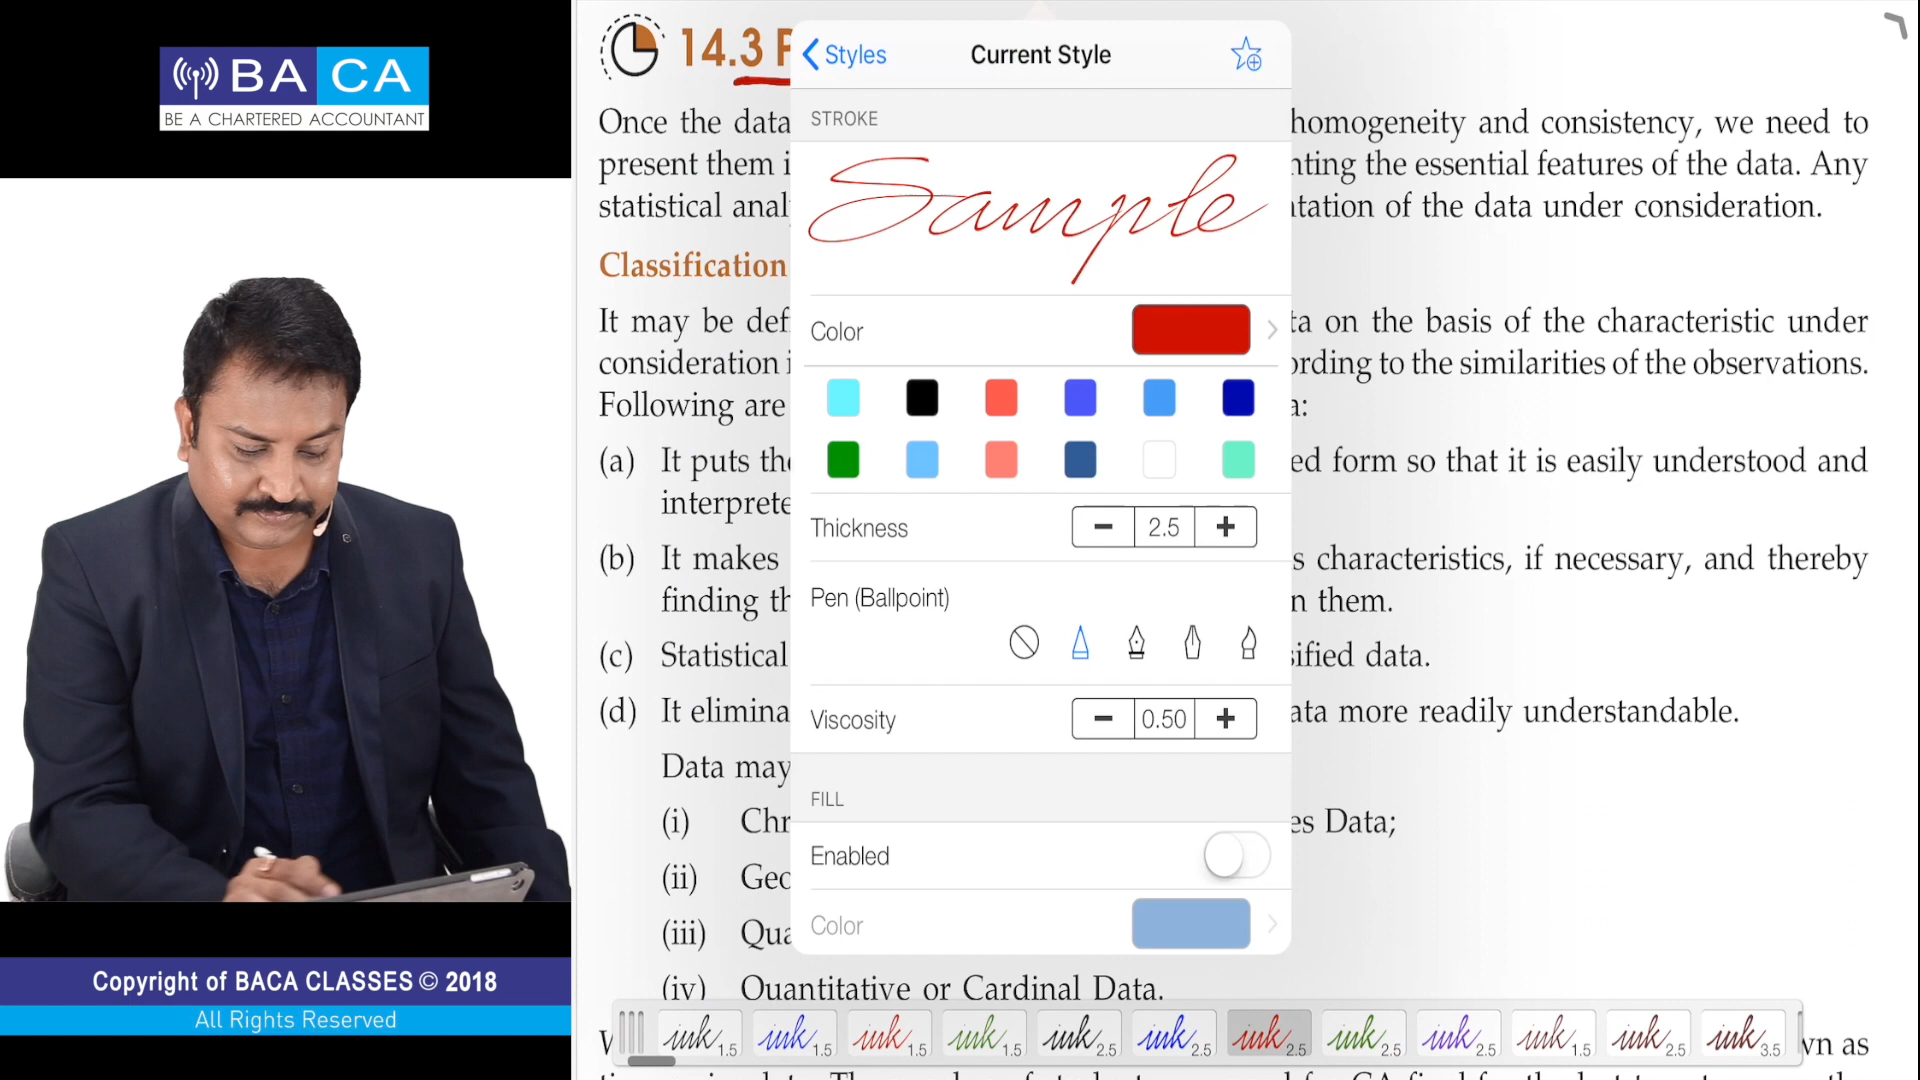 BA CA
BE A CHARTERED ACCOUNTANT
14.3 P
Once the data homogeneity and consistency, we need to
present them i nting the essential features of the data. Any
statistical anal tation of the data under consideration.
Classification
It may be def ta on the basis of the characteristic under
consideration i ording to the similarities of the observations.
Following are a:
(a) It puts the ed form so that it is easily understood and
interprete
(b) It makes s characteristics, if necessary, and thereby
finding th n them.
(c) Statistical ified data.
(d) It elimina ata more readily understandable.
Data may
(i) Chr es Data;
(ii) Geo
(iii) Qua
(iv) Quantitative or Cardinal Data.
W wn as
Styles
Current Style
STROKE
Sample
Color
Thickness
2.5
Pen (Ballpoint)
Viscosity
0.50
FILL
Enabled
Color
ink 1.5 ink 1.5 ink 1.5 ink 1.5 ink 2.5 ink 2.5 ink 2.5 ink 2.5 ink 2.5 ink 1.5 ink 2.5 ink 3.5
Copyright of BACA CLASSES © 2018
All Rights Reserved